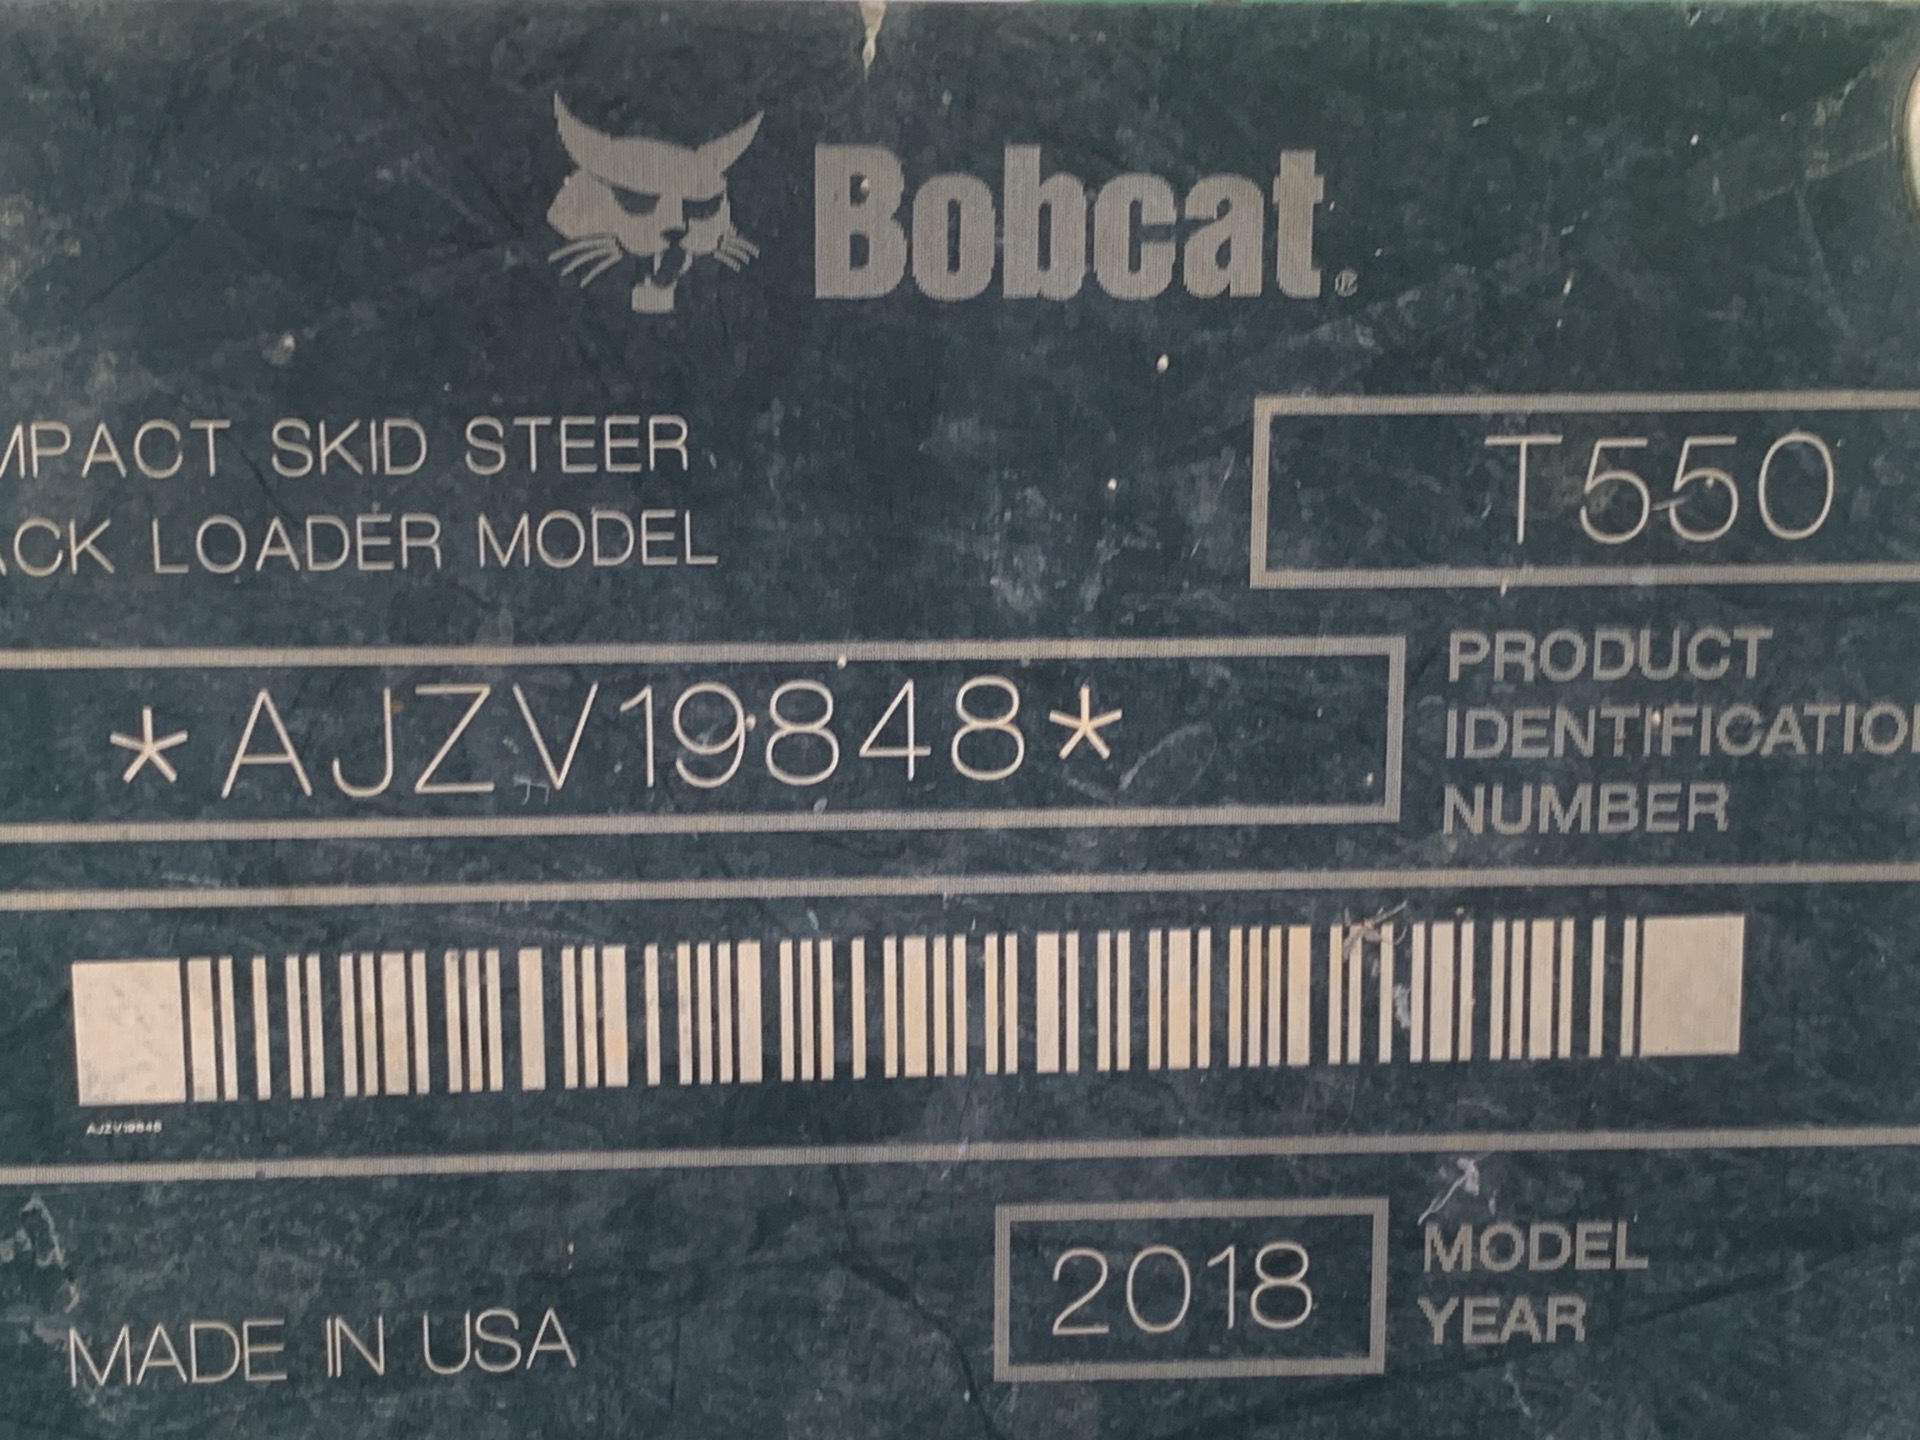 Bobcat®
MPACT SKID STEER
ACK LOADER MODEL
T550
*AJZV19848*
PRODUCT
IDENTIFICATIO
NUMBER
AJZV19848
MADE IN USA
2018
MODEL
YEAR